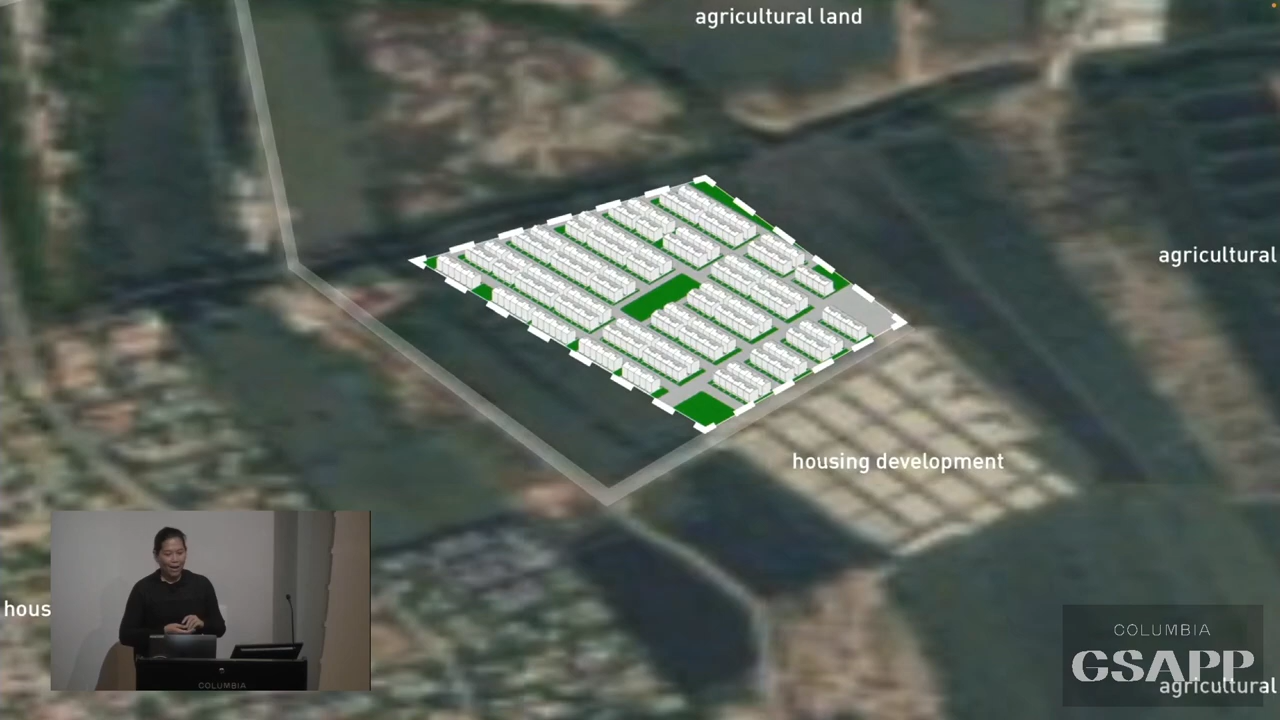 agricultural land
agricultural
housing development
hous
COLUMBIA
COLUMBIA
GSAPP
agricultural